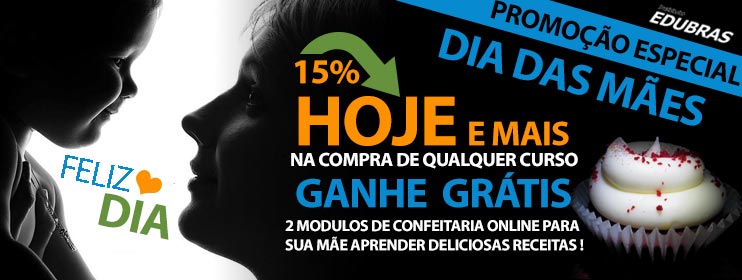 Instituto
EDUBRAS
PROMOÇÃO ESPECIAL
DIA DAS MÃES
15%
HOJE E MAIS
NA COMPRA DE QUALQUER CURSO
GANHE GRÁTIS
2 MODULOS DE CONFEITARIA ONLINE PARA
SUA MÃE APRENDER DELICIOSAS RECEITAS !
FELIZ
DIA